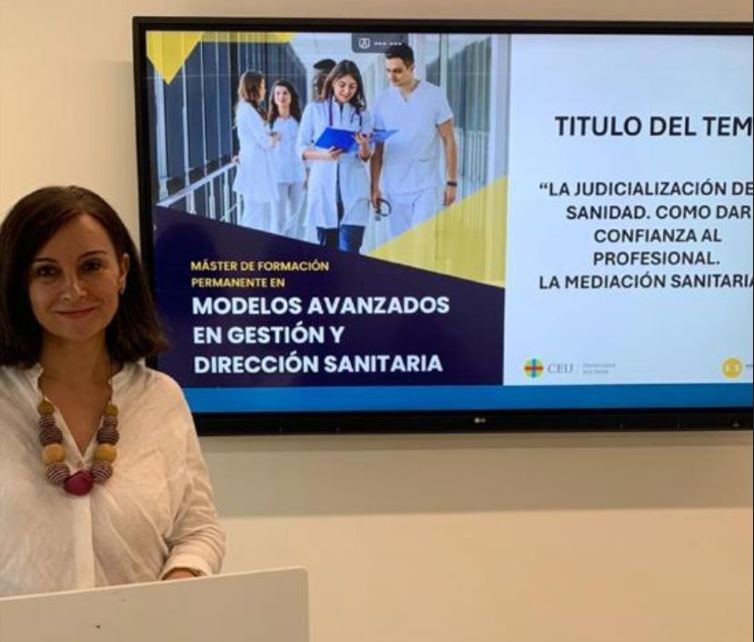 MÁSTER DE FORMACIÓN
PERMANENTE EN
MODELOS AVANZADOS
EN GESTIÓN Y
DIRECCIÓN SANITARIA
TITULO DEL TEM
“LA JUDICIALIZACIÓN DE
SANIDAD. COMO DAR
CONFIANZA AL
PROFESIONAL.
LA MEDIACIÓN SANITARIA
CEU
LG